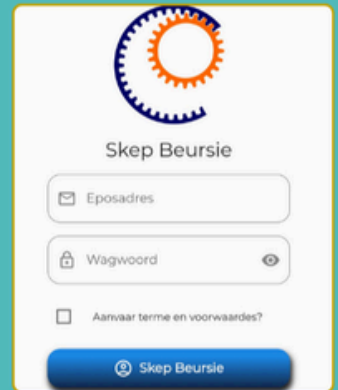 Skep Beursie
Eposadres
Wagwoord
Aanvaar terme en voorwaardes?
Skep Beursie